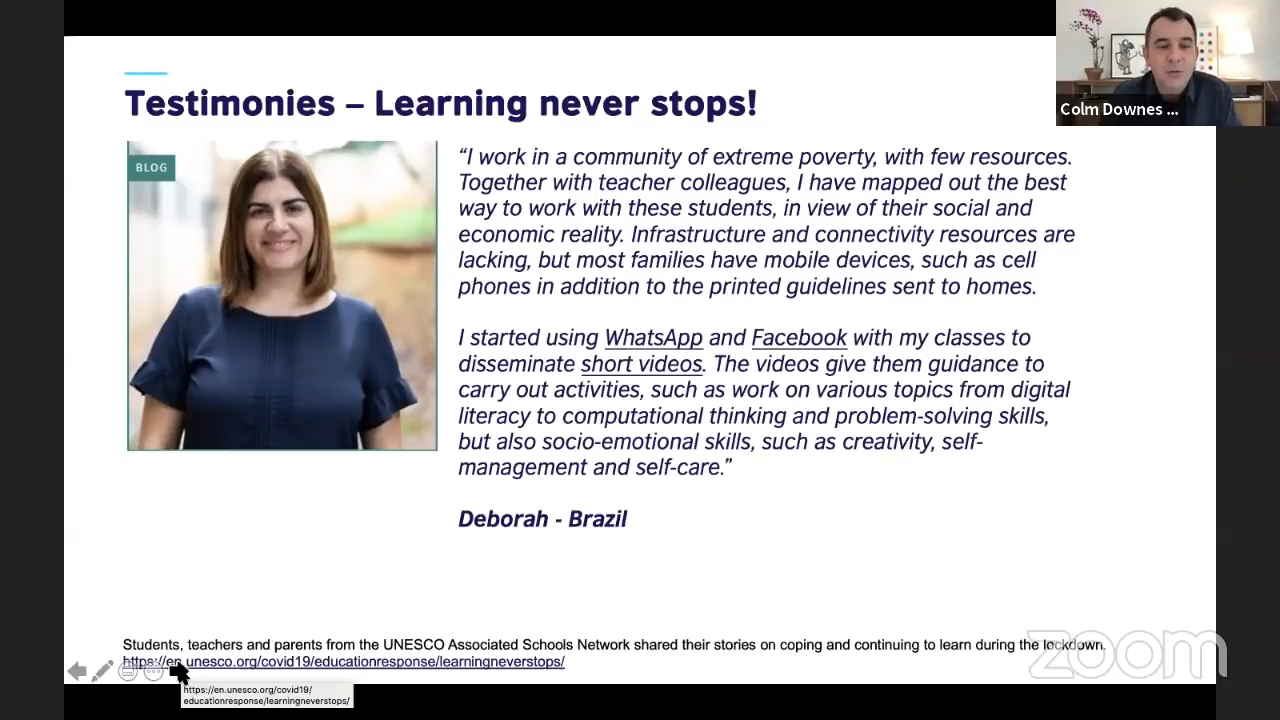 Colm Downes ...
Testimonies – Learning never stops!
BLOG
“I work in a community of extreme poverty, with few resources.
Together with teacher colleagues, I have mapped out the best
way to work with these students, in view of their social and
economic reality. Infrastructure and connectivity resources are
lacking, but most families have mobile devices, such as cell
phones in addition to the printed guidelines sent to homes.
I started using WhatsApp and Facebook with my classes to
disseminate short videos. The videos give them guidance to
carry out activities, such as work on various topics from digital
literacy to computational thinking and problem-solving skills,
but also socio-emotional skills, such as creativity, self-
management and self-care.”
Deborah - Brazil
Students, teachers and parents from the UNESCO Associated Schools Network shared their stories on coping and continuing to learn during the lockdown.
https://en.unesco.org/covid19/educationresponse/learningneverstops/
zoom
https://en.unesco.org/covid19/
educationresponse/learningneverstops/